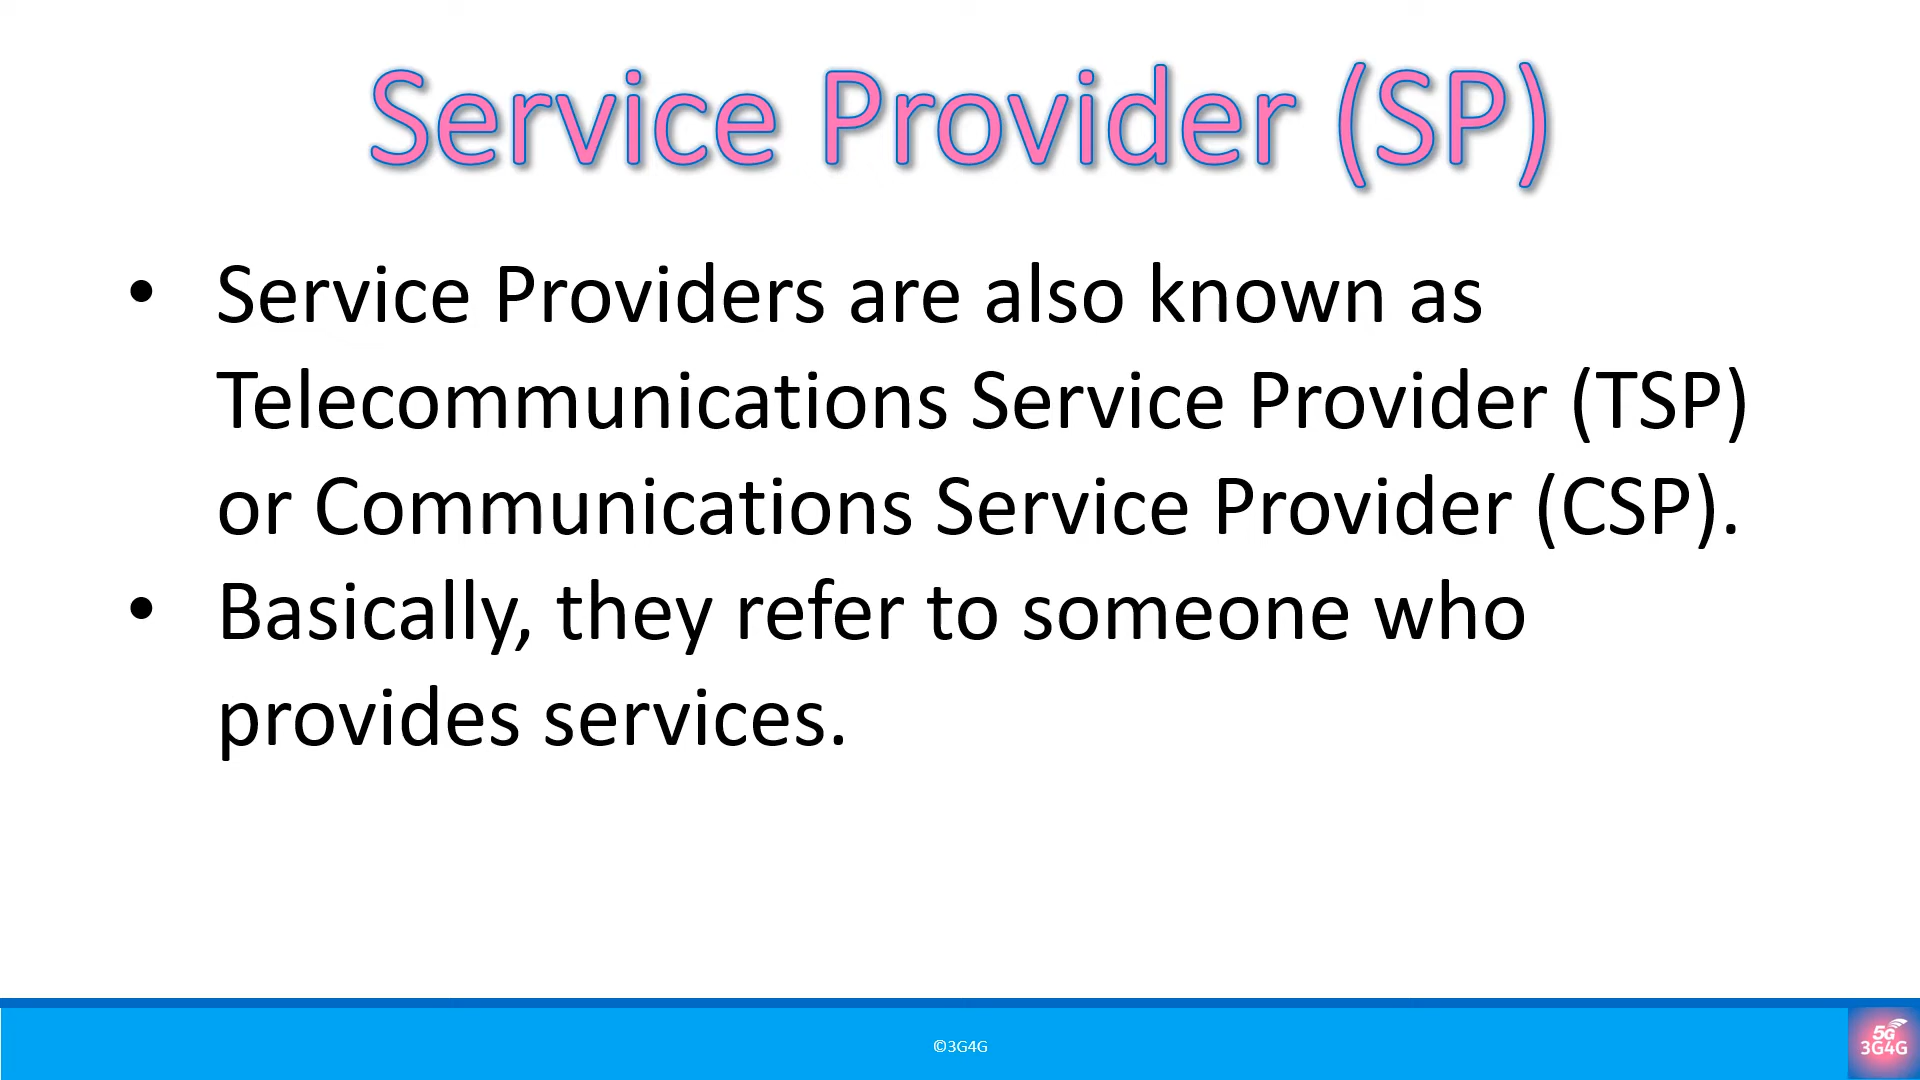 Service Provider (SP)
• Service Providers are also known as
Telecommunications Service Provider (TSP)
or Communications Service Provider (CSP).
• Basically, they refer to someone who
provides services.
©3G4G
5G
3G4G